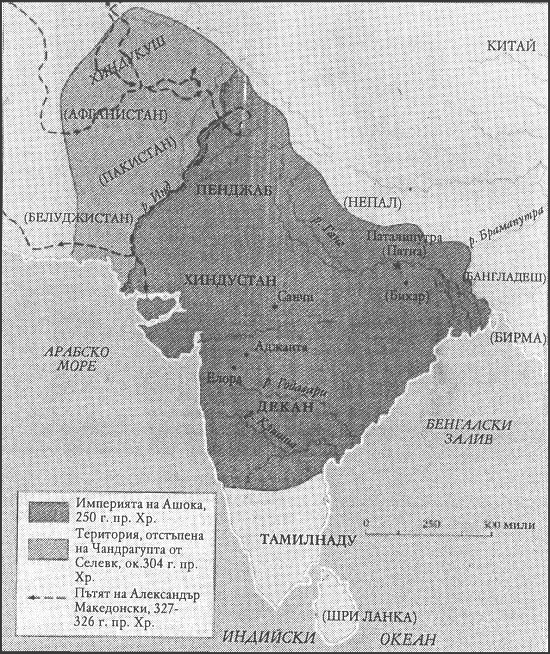 КИТАЙ
ХИНДУКУШ
(АФГАНИСТАН)
(ПАКИСТАН)
ПЕНДЖАБ
р. Инд
(НЕПАЛ)
(БЕЛУДЖИСТАН)
р. Ганг
р. Брамапутра
Паталипутра
(Патна)
(БАНГЛАДЕШ)
ХИНДУСТАН
(Бихар)
Санчи
(БИРМА)
АРАБСКО
МОРЕ
Аджанта
Елора
р. Годавари
ДЕКАН
р. Кришна
БЕНГАЛСКИ
ЗАЛИВ
Империята на Ашока,
250 г. пр. Хр.
Територия, отстъпена
на Чандрагупта от
Селевк, ок.304 г. пр.
Хр.
Пътят на Александър
Македонски, 327-
326 г. пр. Хр.
0 250 500 мили
ТАМИЛНАДУ
(ШРИ ЛАНКА)
ИНДИЙСКИ ОКЕАН